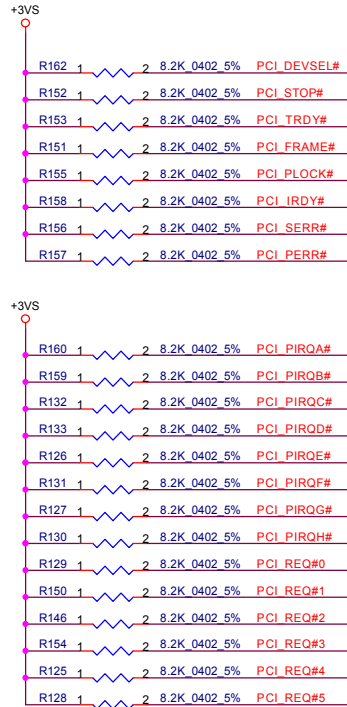 +3VS
R162 1 2 8.2K_0402_5% PCI_DEVSEL#
R152 1 2 8.2K_0402_5% PCI_STOP#
R153 1 2 8.2K_0402_5% PCI_TRDY#
R151 1 2 8.2K_0402_5% PCI_FRAME#
R155 1 2 8.2K_0402_5% PCI_PLOCK#
R158 1 2 8.2K_0402_5% PCI_IRDY#
R156 1 2 8.2K_0402_5% PCI_SERR#
R157 1 2 8.2K_0402_5% PCI_PERR#
+3VS
R160 1 2 8.2K_0402_5% PCI_PIRQA#
R159 1 2 8.2K_0402_5% PCI_PIRQB#
R132 1 2 8.2K_0402_5% PCI_PIRQC#
R133 1 2 8.2K_0402_5% PCI_PIRQD#
R126 1 2 8.2K_0402_5% PCI_PIRQE#
R131 1 2 8.2K_0402_5% PCI_PIRQF#
R127 1 2 8.2K_0402_5% PCI_PIRQG#
R130 1 2 8.2K_0402_5% PCI_PIRQH#
R129 1 2 8.2K_0402_5% PCI_REQ#0
R150 1 2 8.2K_0402_5% PCI_REQ#1
R146 1 2 8.2K_0402_5% PCI_REQ#2
R154 1 2 8.2K_0402_5% PCI_REQ#3
R125 1 2 8.2K_0402_5% PCI_REQ#4
R128 1 2 8.2K_0402_5% PCI_REQ#5